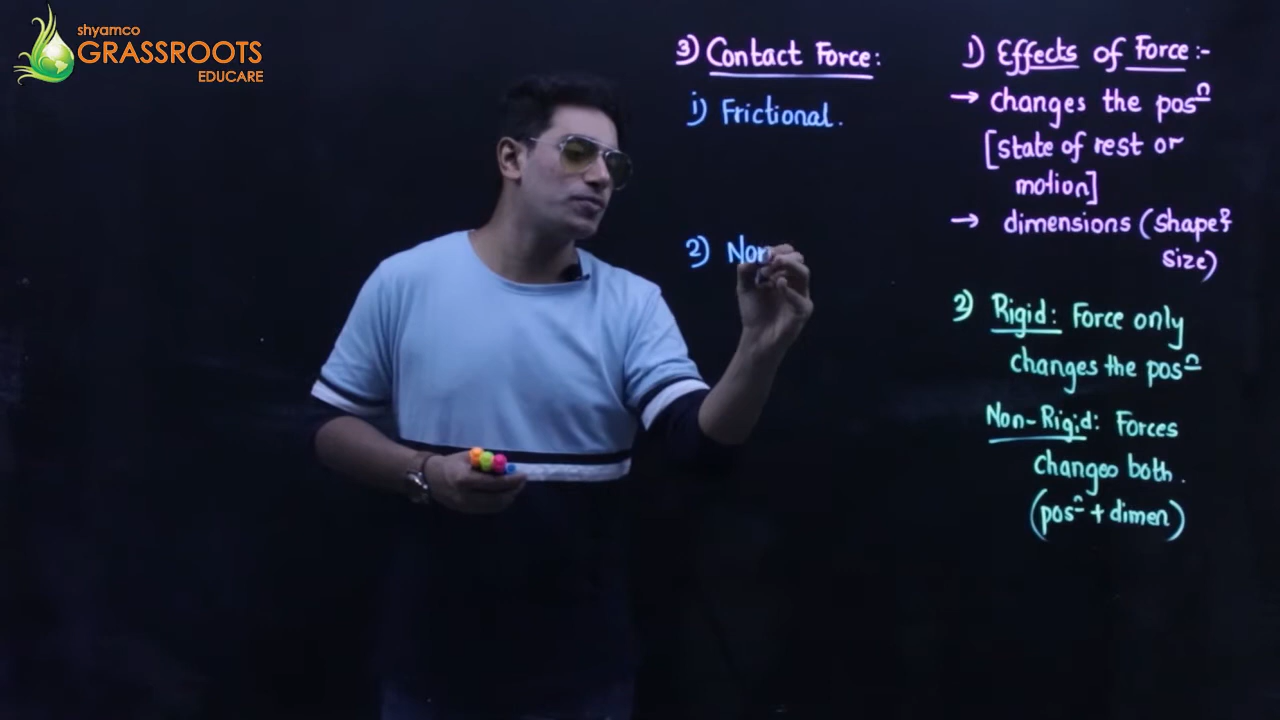 shyamco
GRASSROOTS
EDUCARE
3) Contact Force:
i) Frictional.
2) Nor
1) Effects of Force :-
→ changes the posⁿ
[state of rest or
motion]
→ dimensions (shape &
size)
2) Rigid: Force only
changes the posⁿ
Non-Rigid: Forces
changes both.
(posⁿ + dimen)